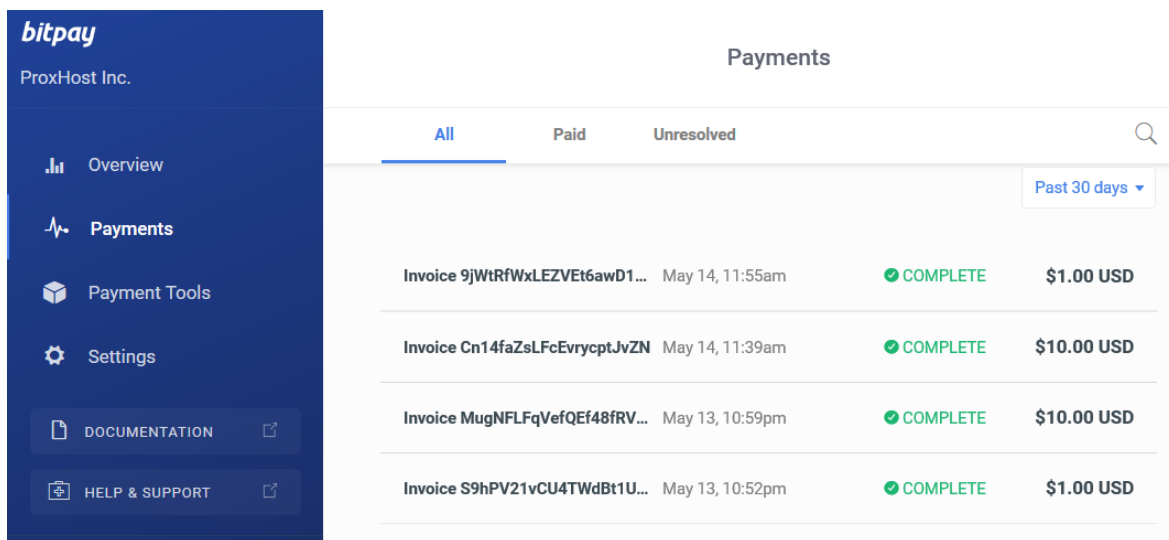 bitpay
ProxHost Inc.
Overview
Payments
Payment Tools
Settings
DOCUMENTATION
HELP & SUPPORT
Payments
All Paid Unresolved
Past 30 days
Invoice 9jWtRfWxLEZVEt6awD1... May 14, 11:55am COMPLETE $1.00 USD
Invoice Cn14faZsLFcEvrycptJvZN May 14, 11:39am COMPLETE $10.00 USD
Invoice MugNFLFqVefQEf48fRV... May 13, 10:59pm COMPLETE $10.00 USD
Invoice S9hPV21vCU4TWdBt1U... May 13, 10:52pm COMPLETE $1.00 USD